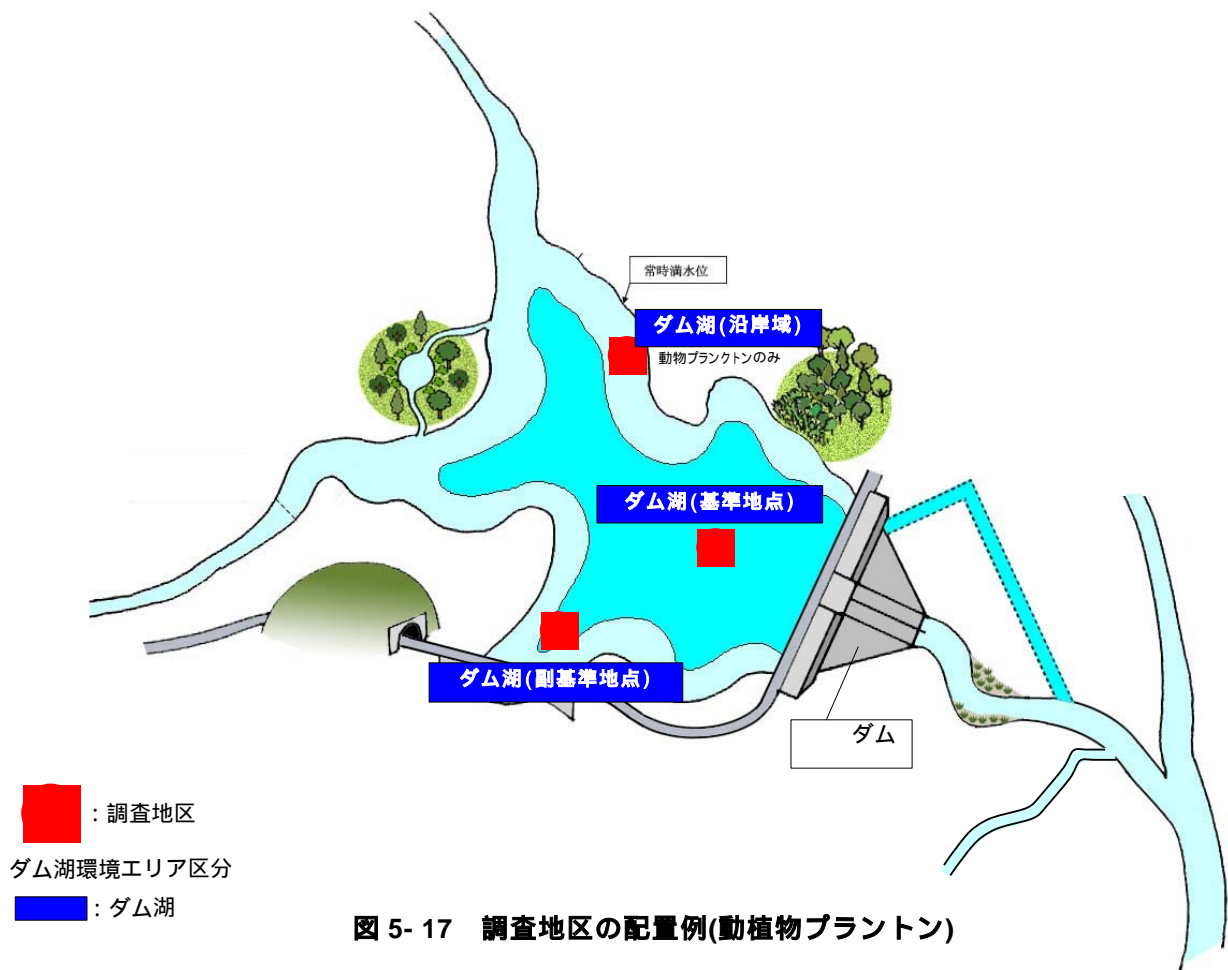 常時満水位
ダム湖(沿岸域)
動物プランクトンのみ
ダム湖(基準地点)
ダム湖(副基準地点)
ダム
：調査地区
ダム湖環境エリア区分
：ダム湖
図 5- 17　調査地区の配置例(動植物プラントン)